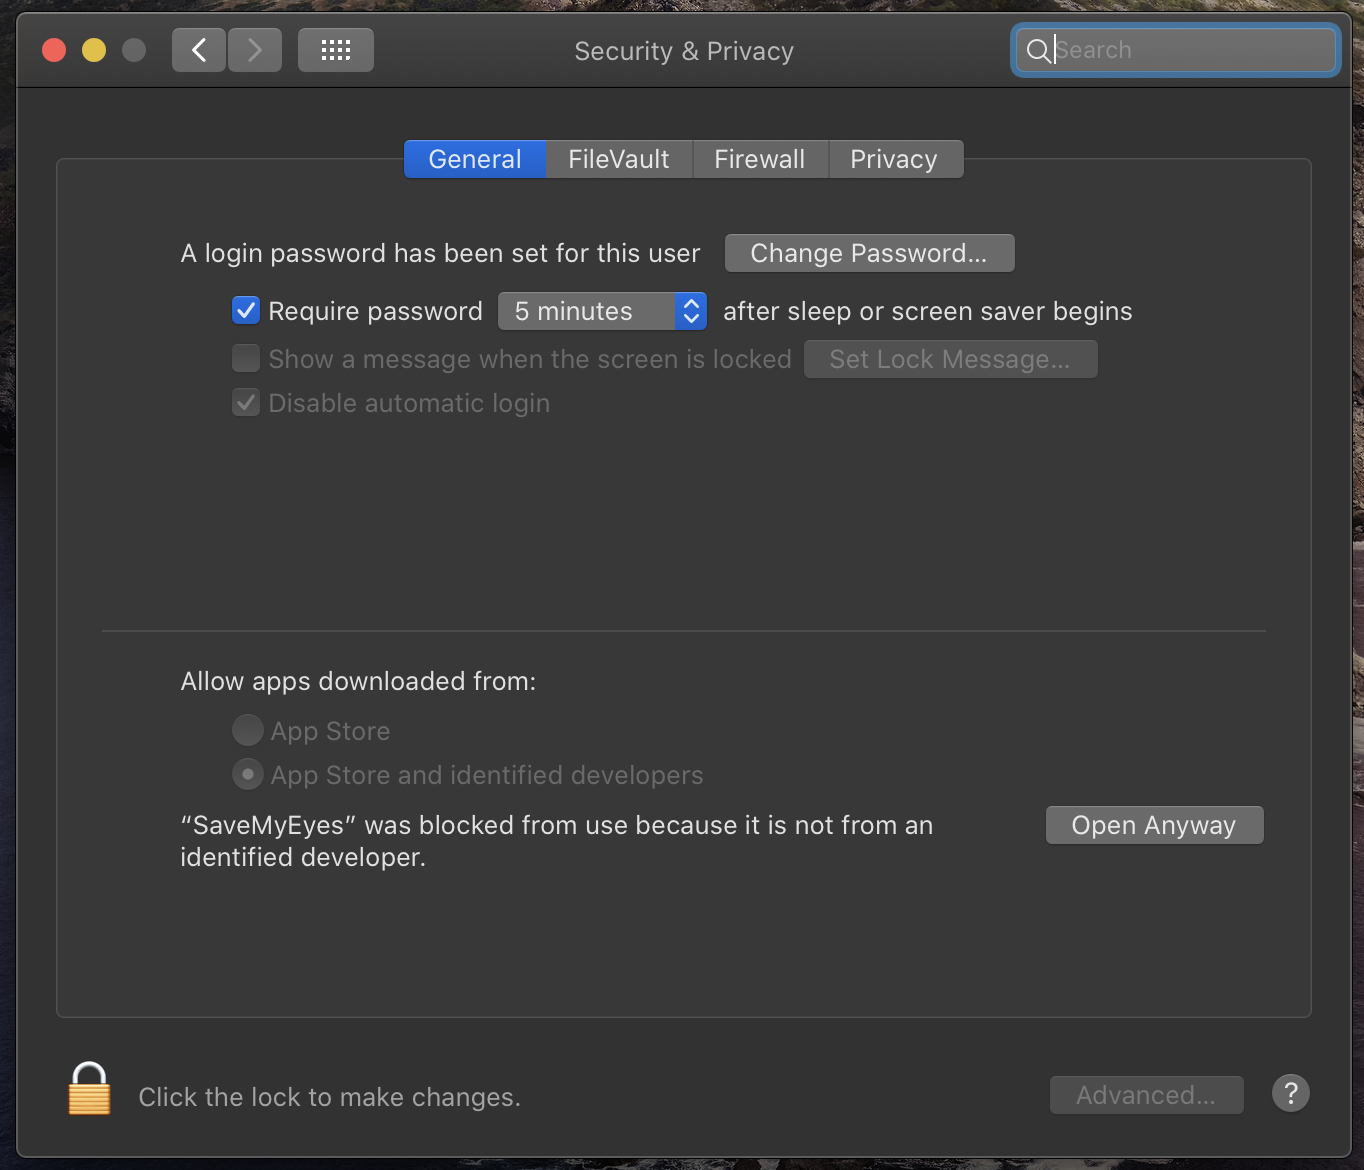 Security & Privacy
Search
General
FileVault
Firewall
Privacy
A login password has been set for this user
Change Password...
Require password
5 minutes
after sleep or screen saver begins
Show a message when the screen is locked
Set Lock Message...
Disable automatic login
Allow apps downloaded from:
App Store
App Store and identified developers
“SaveMyEyes” was blocked from use because it is not from an
identified developer.
Open Anyway
Click the lock to make changes.
Advanced...
?